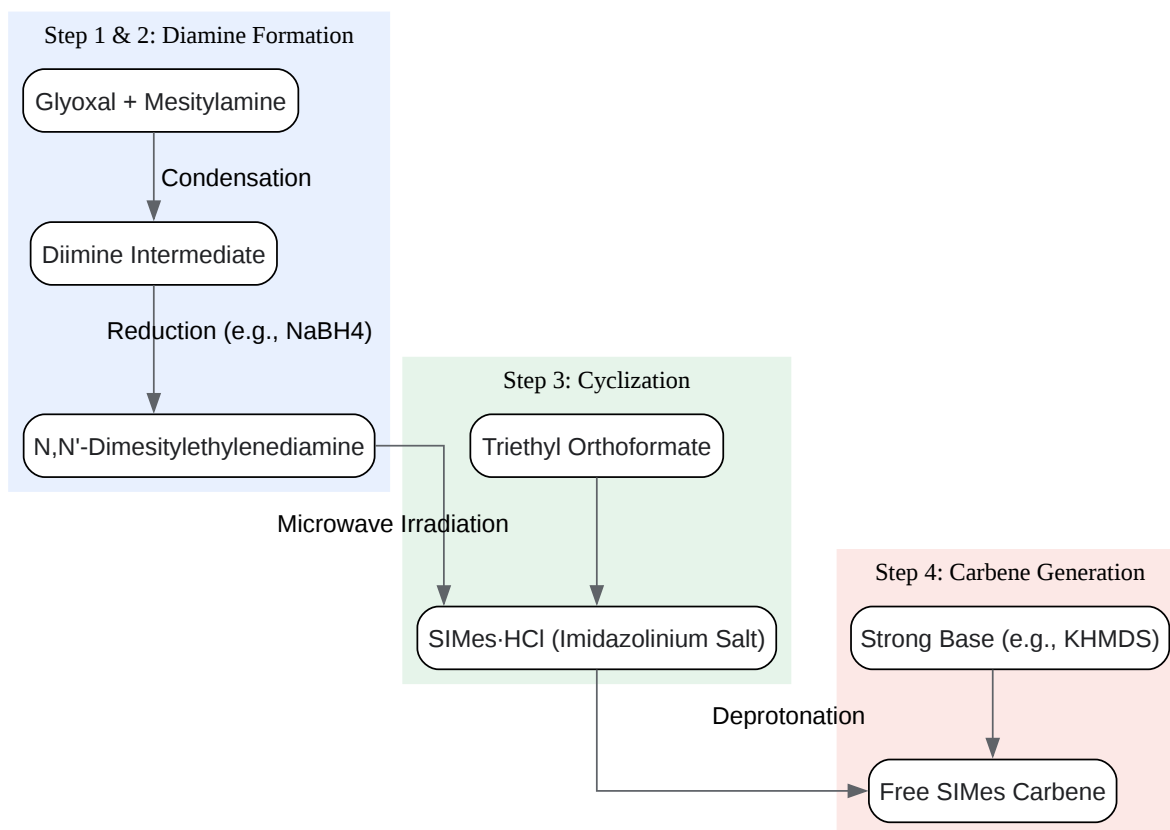 Step 1 & 2: Diamine Formation
Glyoxal + Mesitylamine
Condensation
Diimine Intermediate
Reduction (e.g., NaBH4)
N,N'-Dimesitylethylenediamine
Step 3: Cyclization
Triethyl Orthoformate
Microwave Irradiation
SIMes·HCl (Imidazolinium Salt)
Step 4: Carbene Generation
Strong Base (e.g., KHMDS)
Deprotonation
Free SIMes Carbene